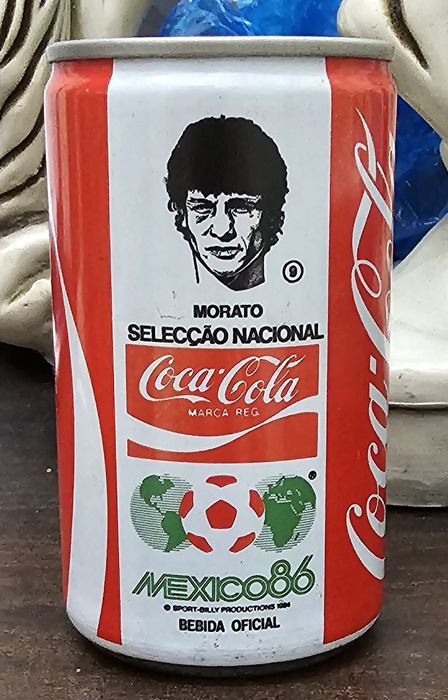 9
MORATO
SELECÇÃO NACIONAL
Coca-Cola
MARCA REG.
®
MEXICO86
© SPORT-BILLY PRODUCTIONS 1984
BEBIDA OFICIAL
Coca-Cola